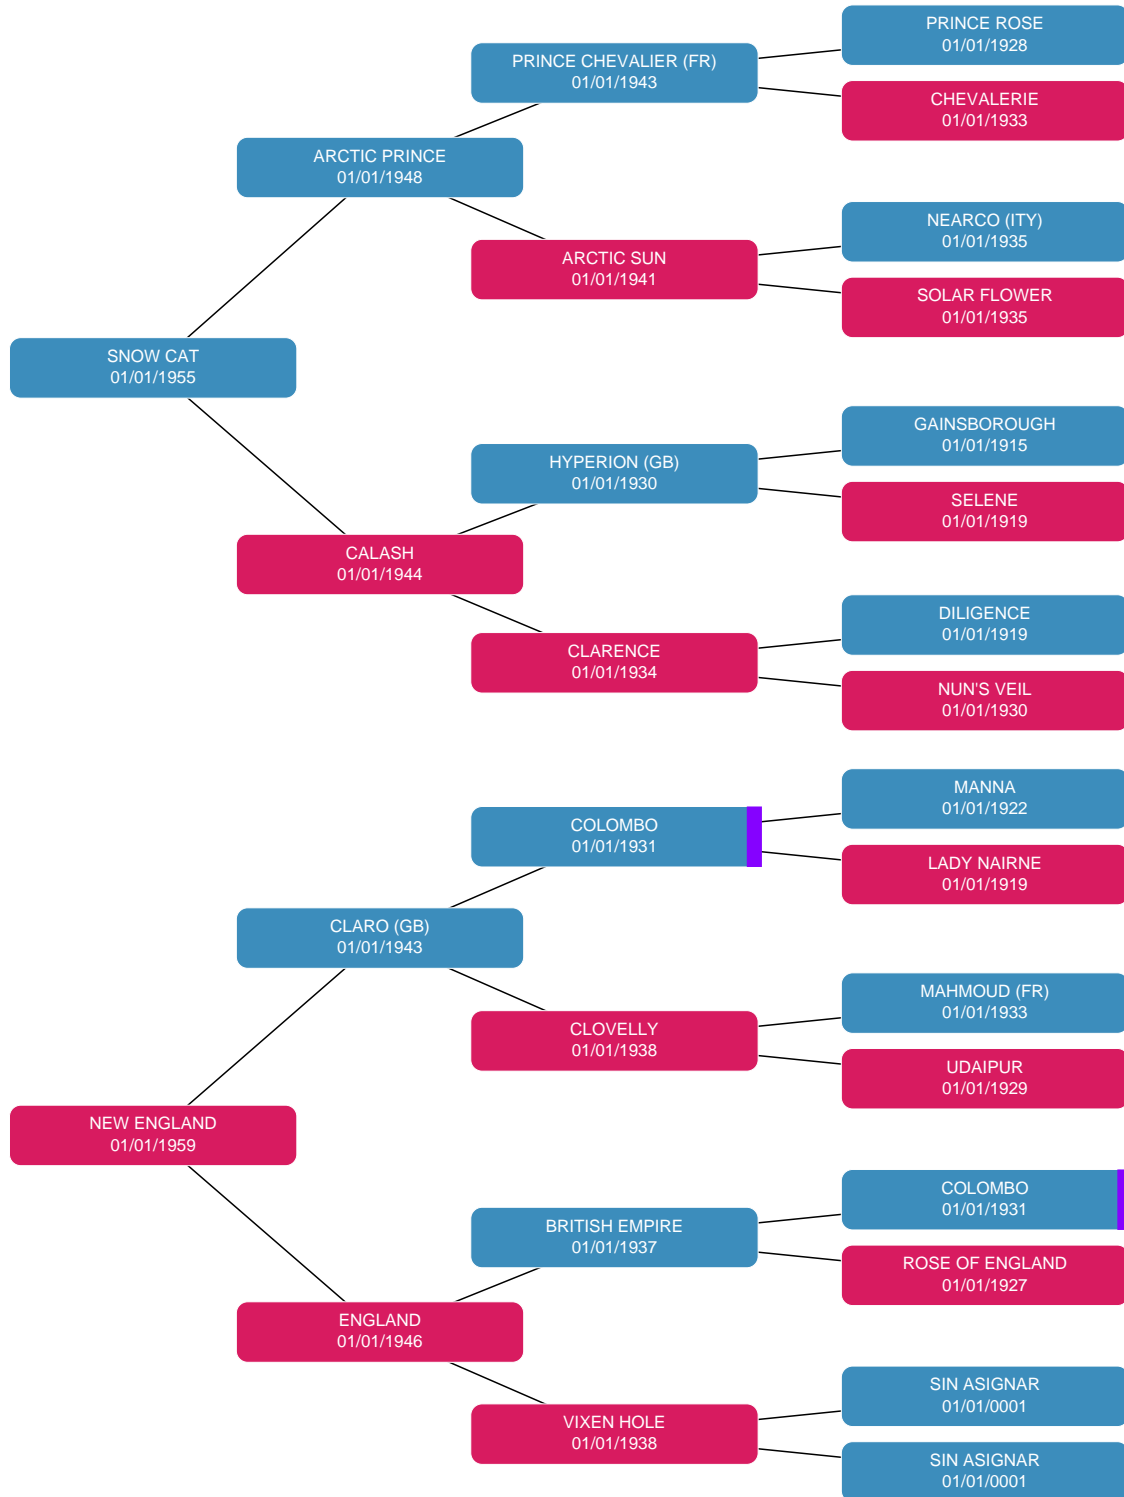 PRINCE ROSE
01/01/1928
PRINCE CHEVALIER (FR)
01/01/1943
CHEVALERIE
01/01/1933
ARCTIC PRINCE
01/01/1948
NEARCO (ITY)
01/01/1935
ARCTIC SUN
01/01/1941
SOLAR FLOWER
01/01/1935
SNOW CAT
01/01/1955
GAINSBOROUGH
01/01/1915
HYPERION (GB)
01/01/1930
SELENE
01/01/1919
CALASH
01/01/1944
DILIGENCE
01/01/1919
CLARENCE
01/01/1934
NUN'S VEIL
01/01/1930
MANNA
01/01/1922
COLOMBO
01/01/1931
LADY NAIRNE
01/01/1919
CLARO (GB)
01/01/1943
MAHMOUD (FR)
01/01/1933
CLOVELLY
01/01/1938
UDAIPUR
01/01/1929
NEW ENGLAND
01/01/1959
COLOMBO
01/01/1931
BRITISH EMPIRE
01/01/1937
ROSE OF ENGLAND
01/01/1927
ENGLAND
01/01/1946
SIN ASIGNAR
01/01/0001
VIXEN HOLE
01/01/1938
SIN ASIGNAR
01/01/0001